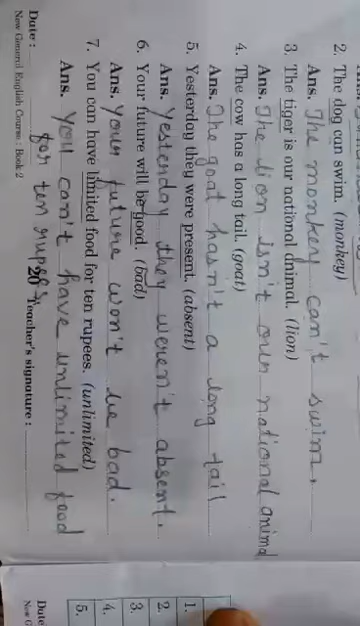 2. The dog can swim. (monkey)
Ans. The monkey can't swim.
3. The tiger is our national animal. (lion)
Ans. The lion isn't our national animal
4. The cow has a long tail. (goat)
Ans. The goat hasn't a long tail
5. Yesterday they were present. (absent)
Ans. Yesterday they weren't absent.
6. Your future will be good. (bad)
Ans. Your future won't be bad.
7. You can have limited food for ten rupees. (unlimited)
Ans. You can't have unlimited food
for ten rupees.
Date : 20 Teacher's signature :
New General English Course : Book 2
1.
2.
3.
4.
5.
Date
New G